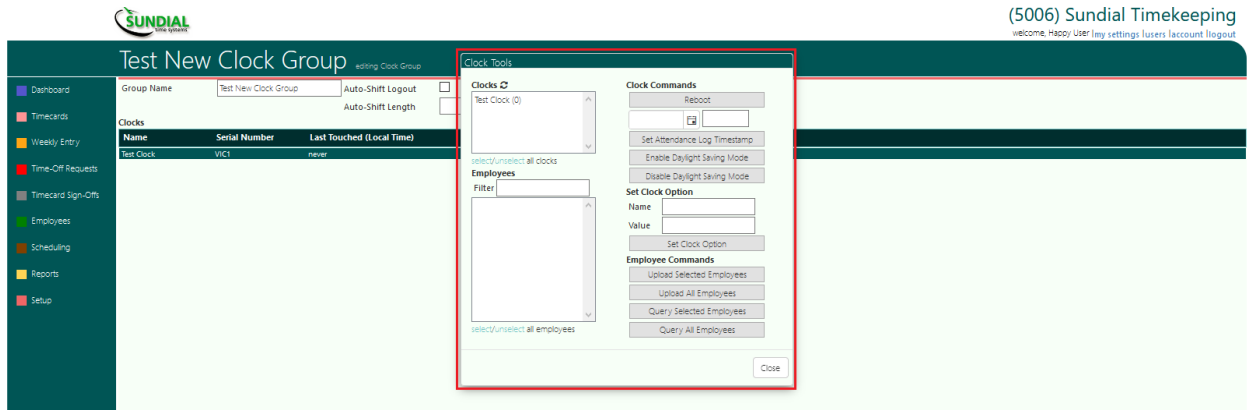 SUNDIAL
time systems
(5006) Sundial Timekeeping
welcome, Happy User |my settings |users |account |logout
Test New Clock Group editing Clock Group
Dashboard
Timecards
Weekly Entry
Time-Off Requests
Timecard Sign-Offs
Employees
Scheduling
Reports
Setup
Group Name Test New Clock Group Auto-Shift Logout
Auto-Shift Length
Clocks
Name Serial Number Last Touched (Local Time)
Test Clock VIC1 never
Clock Tools
Clocks
Test Clock (0)
select/unselect all clocks
Employees
Filter
select/unselect all employees
Clock Commands
Reboot
Set Attendance Log Timestamp
Enable Daylight Saving Mode
Disable Daylight Saving Mode
Set Clock Option
Name
Value
Set Clock Option
Employee Commands
Upload Selected Employees
Upload All Employees
Query Selected Employees
Query All Employees
Close